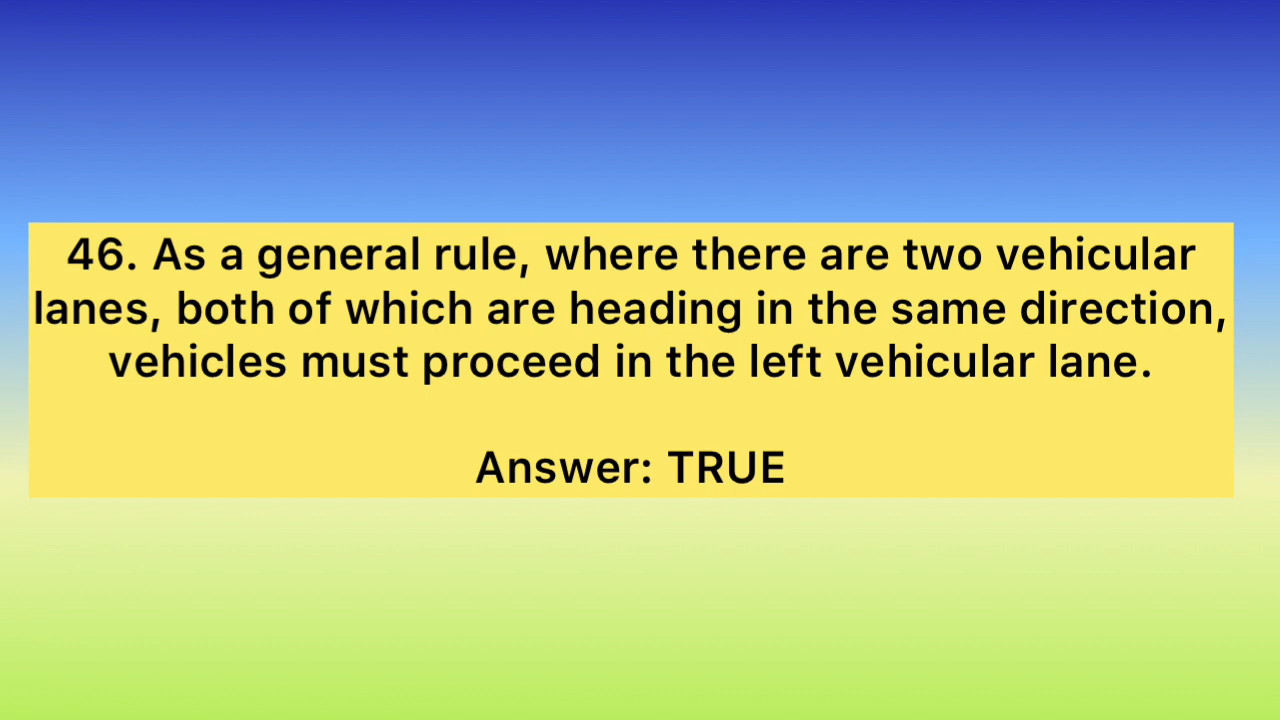 46. As a general rule, where there are two vehicular
lanes, both of which are heading in the same direction,
vehicles must proceed in the left vehicular lane.
Answer: TRUE